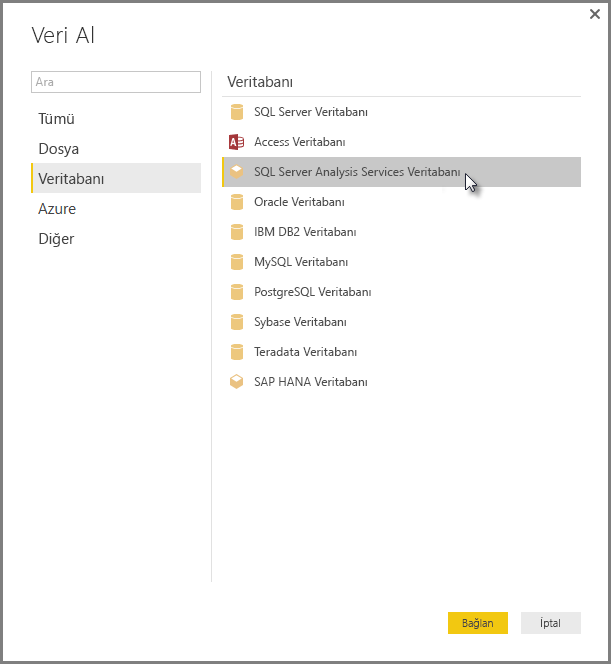 Veri Al
Ara
Tümü
Dosya
Veritabanı
Azure
Diğer
Veritabanı
SQL Server Veritabanı
Access Veritabanı
SQL Server Analysis Services Veritabanı
Oracle Veritabanı
IBM DB2 Veritabanı
MySQL Veritabanı
PostgreSQL Veritabanı
Sybase Veritabanı
Teradata Veritabanı
SAP HANA Veritabanı
Bağlan
İptal